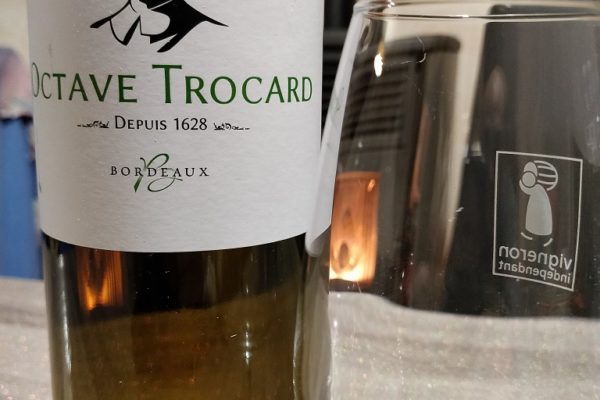 OCTAVE TROCARD
DEPUIS 1628
BORDEAUX
vigneron
indépendant